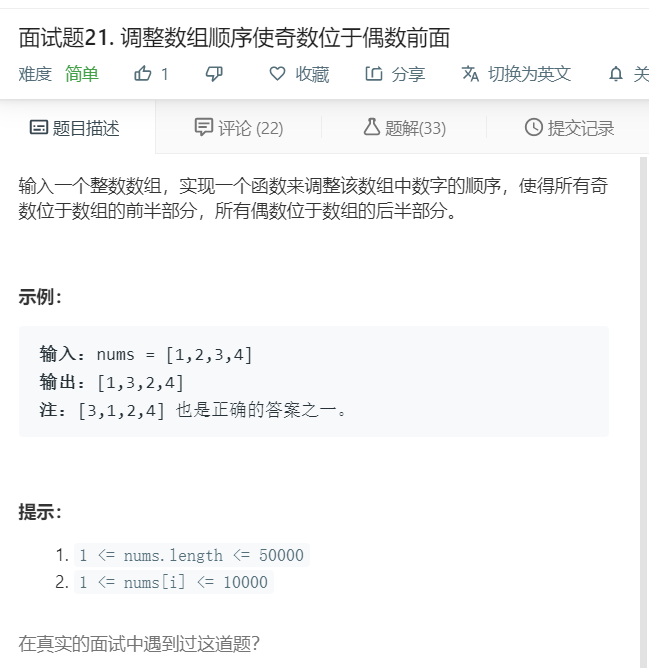 面试题21. 调整数组顺序使奇数位于偶数前面
难度 简单 1 收藏 分享 切换为英文 关
题目描述 评论 (22) 题解(33) 提交记录
输入一个整数数组，实现一个函数来调整该数组中数字的顺序，使得所有奇
数位于数组的前半部分，所有偶数位于数组的后半部分。
示例：
输入：nums = [1,2,3,4]
输出：[1,3,2,4]
注：[3,1,2,4] 也是正确的答案之一。
提示：
1. 1 <= nums.length <= 50000
2. 1 <= nums[i] <= 10000
在真实的面试中遇到过这道题？